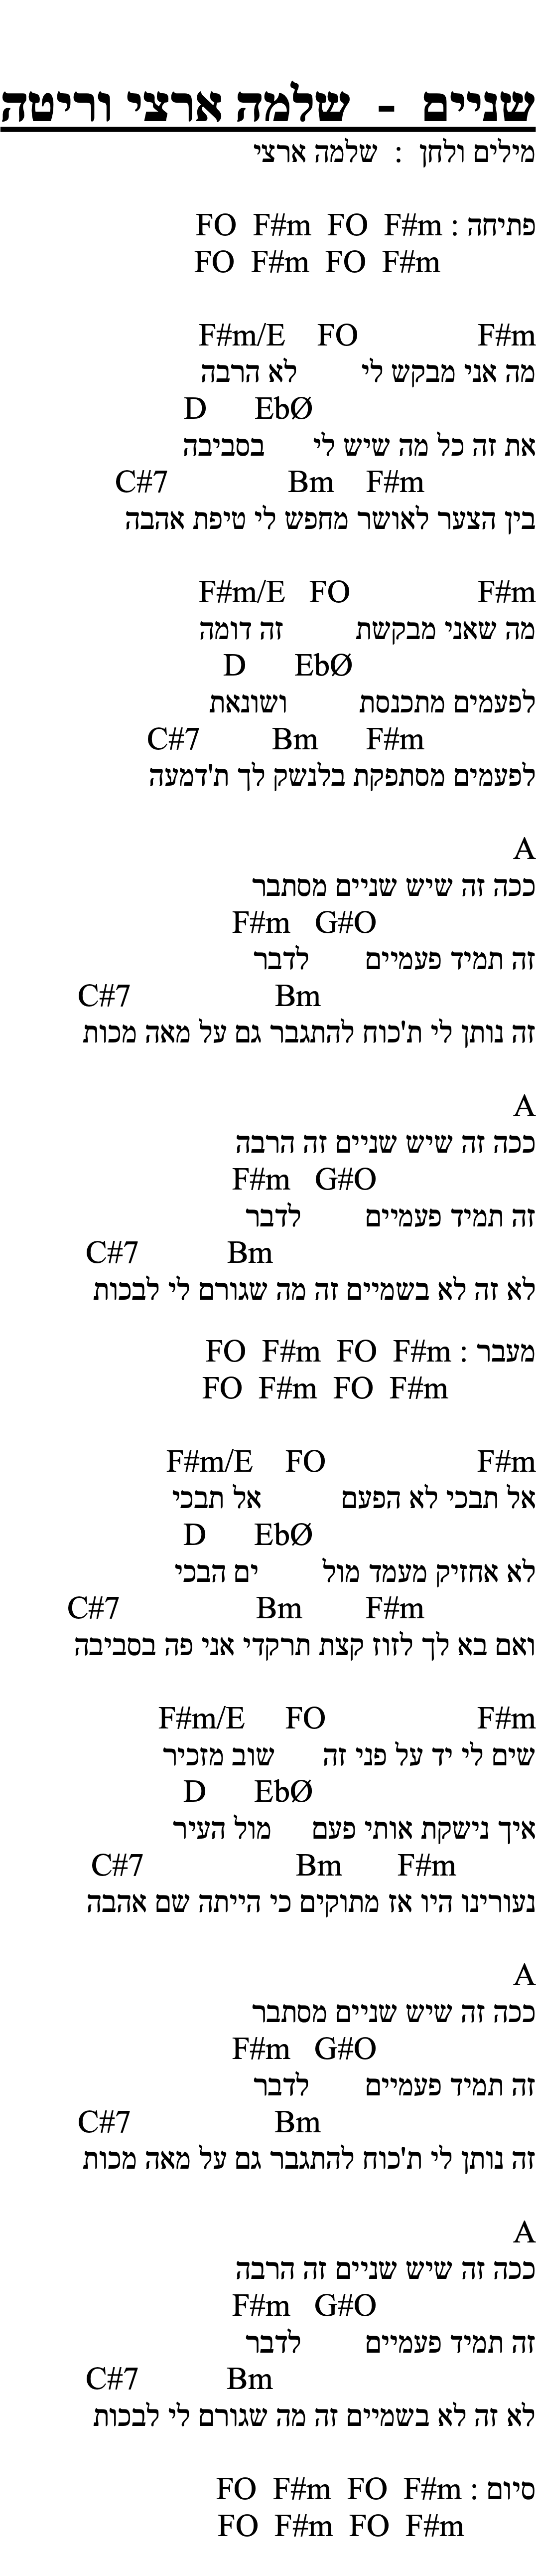 שניים - שלמה ארצי וריטה
מילים ולחן : שלמה ארצי
פתיחה : FO F#m FO F#m
FO F#m FO F#m
F#m/E FO F#m
מה אני מבקש לי לא הרבה
D EbØ
את זה כל מה שיש לי בסביבה
C#7 Bm F#m
בין הצער לאושר מחפש לי טיפת אהבה
F#m/E FO F#m
מה שאני מבקשת זה דומה
D EbØ
לפעמים מתכנסת ושונאת
C#7 Bm F#m
לפעמים מסתפקת בלנשק לך ת'דמעה
A
ככה זה שיש שניים מסתבר
F#m G#O
זה תמיד פעמיים לדבר
C#7 Bm
זה נותן לי ת'כוח להתגבר גם על מאה מכות
A
ככה זה שיש שניים זה הרבה
F#m G#O
זה תמיד פעמיים לדבר
C#7 Bm
לא זה לא בשמיים זה מה שגורם לי לבכות
מעבר : FO F#m FO F#m
FO F#m FO F#m
F#m/E FO F#m
אל תבכי לא הפעם אל תבכי
D EbØ
לא אחזיק מעמד מול ים הבכי
C#7 Bm F#m
ואם בא לך לזוז קצת תרקדי אני פה בסביבה
F#m/E FO F#m
שים לי יד על פני זה שוב מזכיר
D EbØ
איך נישקת אותי פעם מול העיר
C#7 Bm F#m
נעורינו היו אז מתוקים כי הייתה שם אהבה
A
ככה זה שיש שניים מסתבר
F#m G#O
זה תמיד פעמיים לדבר
C#7 Bm
זה נותן לי ת'כוח להתגבר גם על מאה מכות
A
ככה זה שיש שניים זה הרבה
F#m G#O
זה תמיד פעמיים לדבר
C#7 Bm
לא זה לא בשמיים זה מה שגורם לי לבכות
סיום : FO F#m FO F#m
FO F#m FO F#m